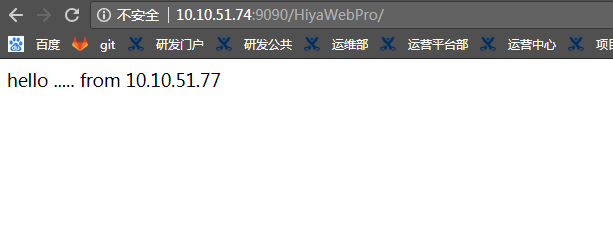 不安全 | 10.10.51.74:9090/HiyaWebPro/
百度 git 研发门户 研发公共 运维部 运营平台部 运营中心 项目
hello ..... from 10.10.51.77